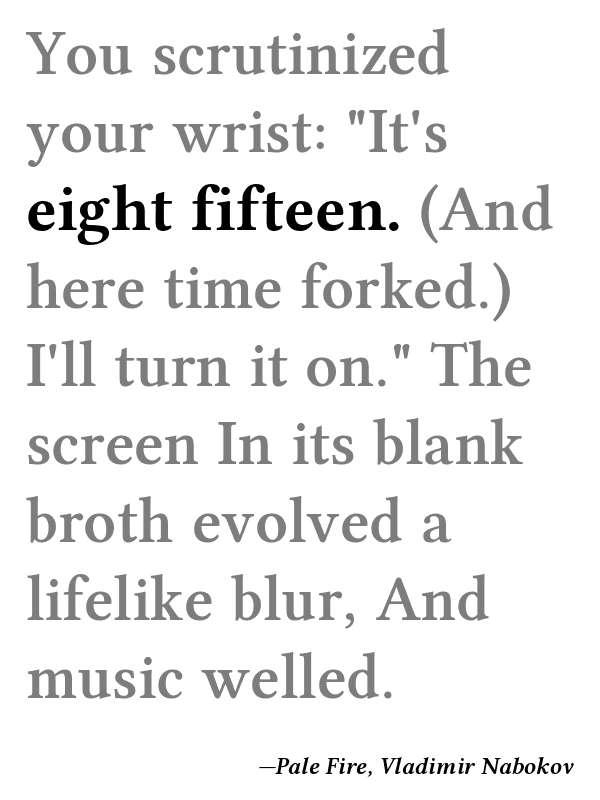 You scrutinized
your wrist: "It's
eight fifteen. (And
here time forked.)
I'll turn it on." The
screen In its blank
broth evolved a
lifelike blur, And
music welled.
—Pale Fire, Vladimir Nabokov